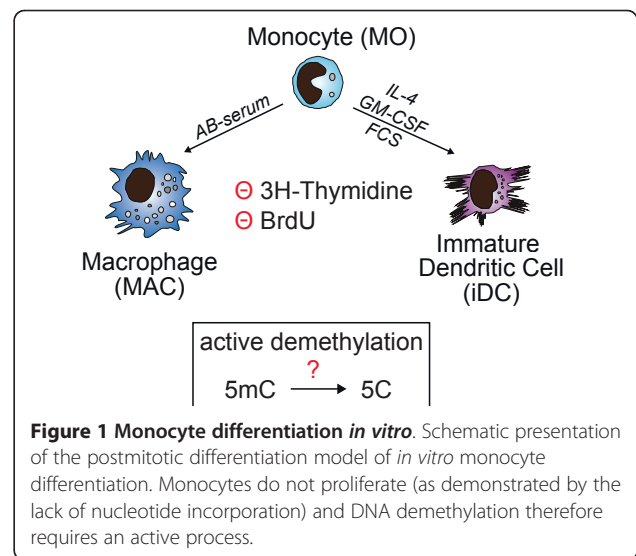 Monocyte (MO)
AB-serum
IL-4
GM-CSF
FCS
⊖ 3H-Thymidine
⊖ BrdU
Macrophage
(MAC)
Immature
Dendritic Cell
(iDC)
active demethylation
?
5mC → 5C
Figure 1 Monocyte differentiation in vitro. Schematic presentation
of the postmitotic differentiation model of in vitro monocyte
differentiation. Monocytes do not proliferate (as demonstrated by the
lack of nucleotide incorporation) and DNA demethylation therefore
requires an active process.